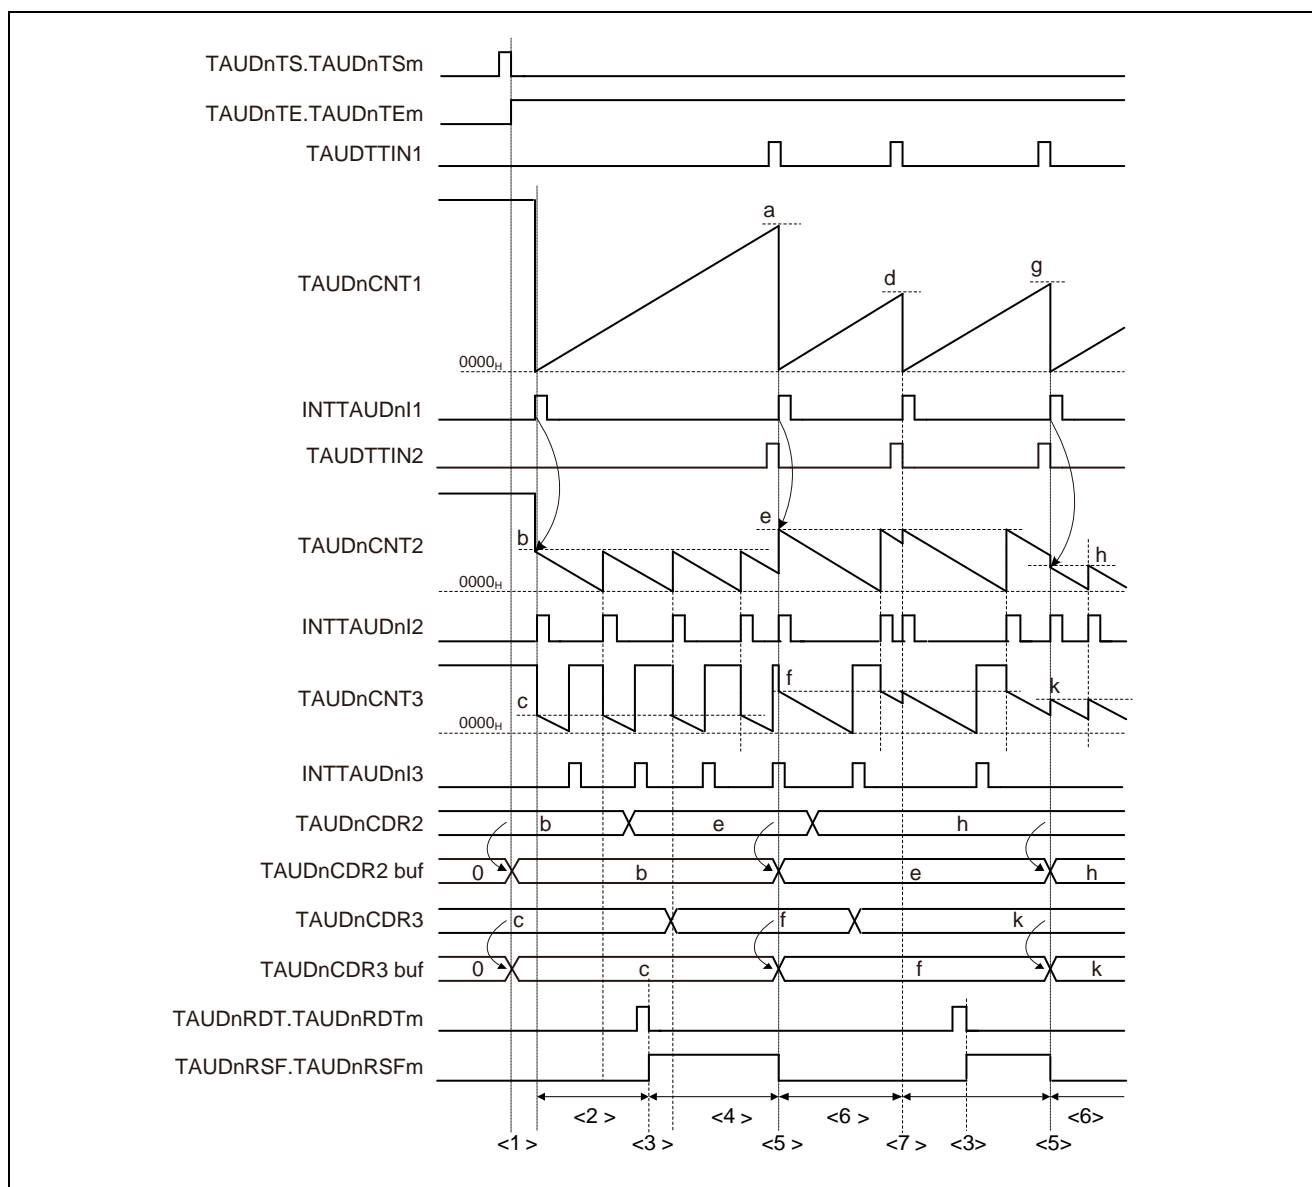 TAUDnTS.TAUDnTSm
TAUDnTE.TAUDnTEm
TAUDTTIN1
a
d
g
TAUDnCNT1
0000H
INTTAUDnI1
TAUDTTIN2
e
b
h
TAUDnCNT2
0000H
INTTAUDnI2
f
k
TAUDnCNT3
c
0000H
INTTAUDnI3
TAUDnCDR2 b e h
TAUDnCDR2 buf 0 b e h
TAUDnCDR3 c f k
TAUDnCDR3 buf 0 c f k
TAUDnRDT.TAUDnRDTm
TAUDnRSF.TAUDnRSFm
<2 > <4 > <6 > <6>
<1 > <3 > <5 > <7 > <3> <5>